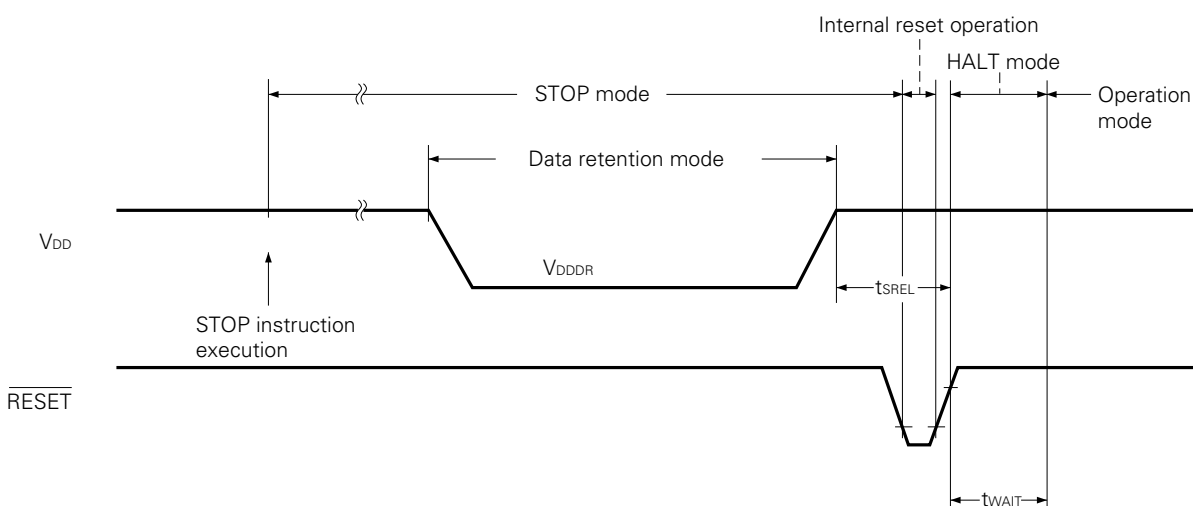 Internal reset operation
HALT mode
STOP mode
Operation
mode
Data retention mode
VDD
VDDDR
tSREL
STOP instruction
execution
RESET
tWAIT